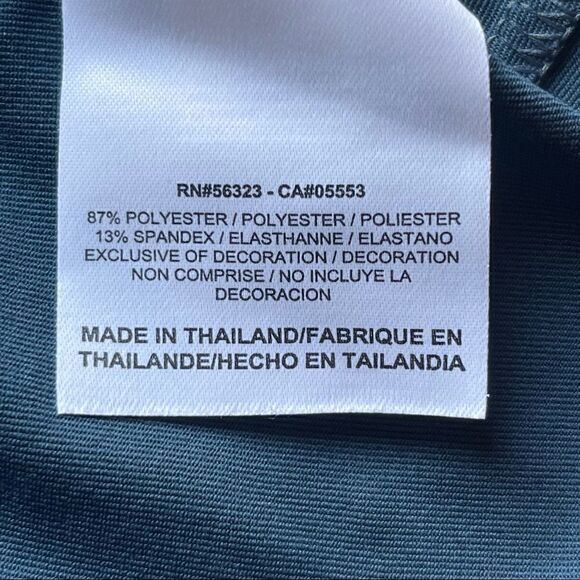 RN#56323 - CA#05553
87% POLYESTER / POLYESTER / POLIESTER
13% SPANDEX / ELASTHANNE / ELASTANO
EXCLUSIVE OF DECORATION / DECORATION
NON COMPRISE / NO INCLUYE LA
DECORACION
MADE IN THAILAND/FABRIQUE EN
THAILANDE/HECHO EN TAILANDIA